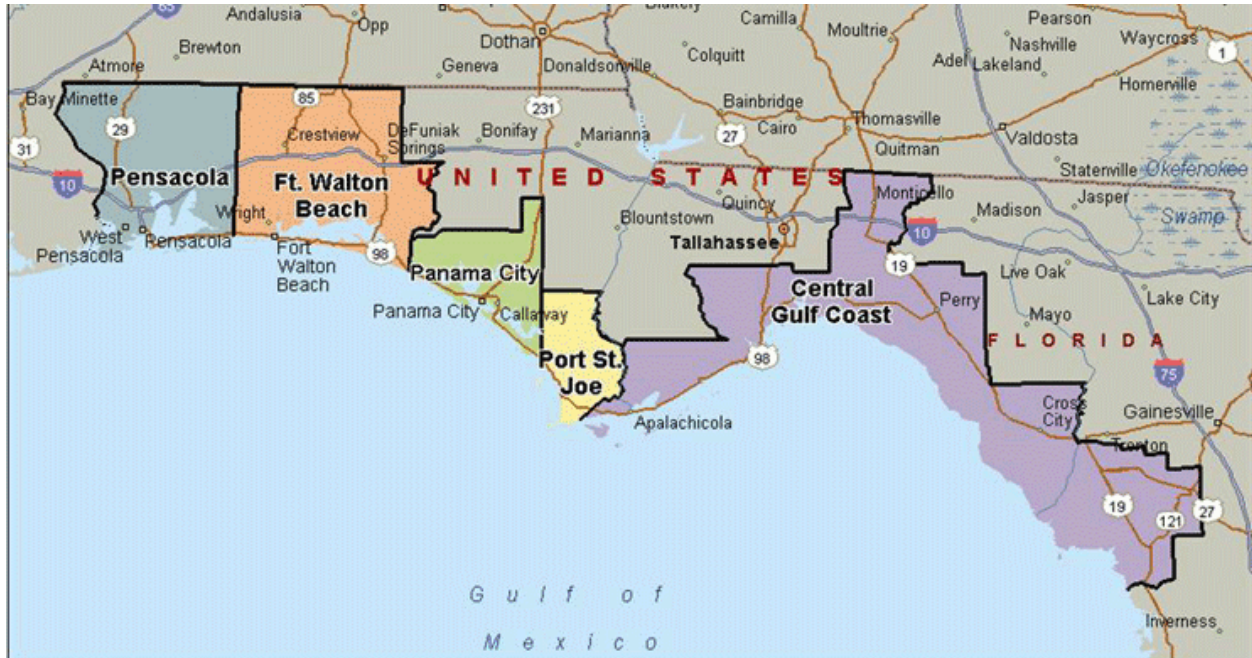 65
Andalusia
Opp
Blakely
Camilla
Moultrie
Pearson
Waycross
Brewton
Dothan
Colquitt
Nashville
1
Atmore
Geneva
Donaldsonville
Adel
Lakeland
Homerville
Bay Minette
85
231
Bainbridge
29
27
Cairo
Thomasville
Crestview
DeFuniak
Springs
Bonifay
Marianna
Valdosta
31
Quitman
Statenville
Okefenokee
Swamp
10
Pensacola
Ft. Walton
Beach
UNITED STATES
Monticello
Jasper
Quincy
Wright
Blountstown
Madison
West
Pensacola
Pensacola
Fort
Walton
Beach
98
Tallahassee
10
19
Live Oak
Panama City
Central
Gulf Coast
Lake City
Panama City
Callaway
Perry
Mayo
FLORIDA
Port St.
Joe
98
75
Apalachicola
Cross
City
Gainesville
Trenton
19
121
27
Gulf of
Mexico
Inverness